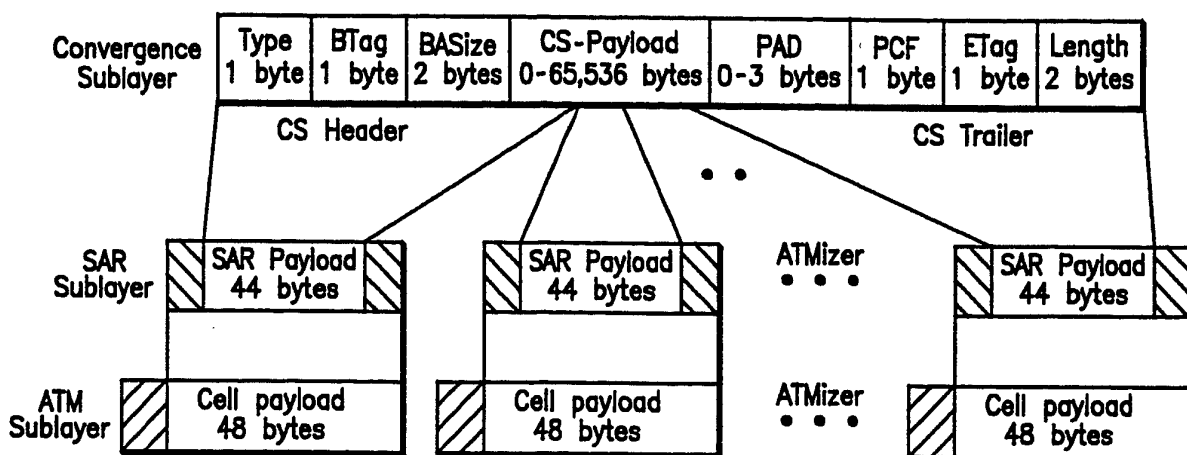 Convergence Sublayer
Type 1 byte
BTag 1 byte
BASize 2 bytes
CS-Payload 0-65,536 bytes
PAD 0-3 bytes
PCF 1 byte
ETag 1 byte
Length 2 bytes
CS Header
CS Trailer
SAR Sublayer
SAR Payload 44 bytes
SAR Payload 44 bytes
ATMizer
SAR Payload 44 bytes
ATM Sublayer
Cell payload 48 bytes
Cell payload 48 bytes
ATMizer
Cell payload 48 bytes